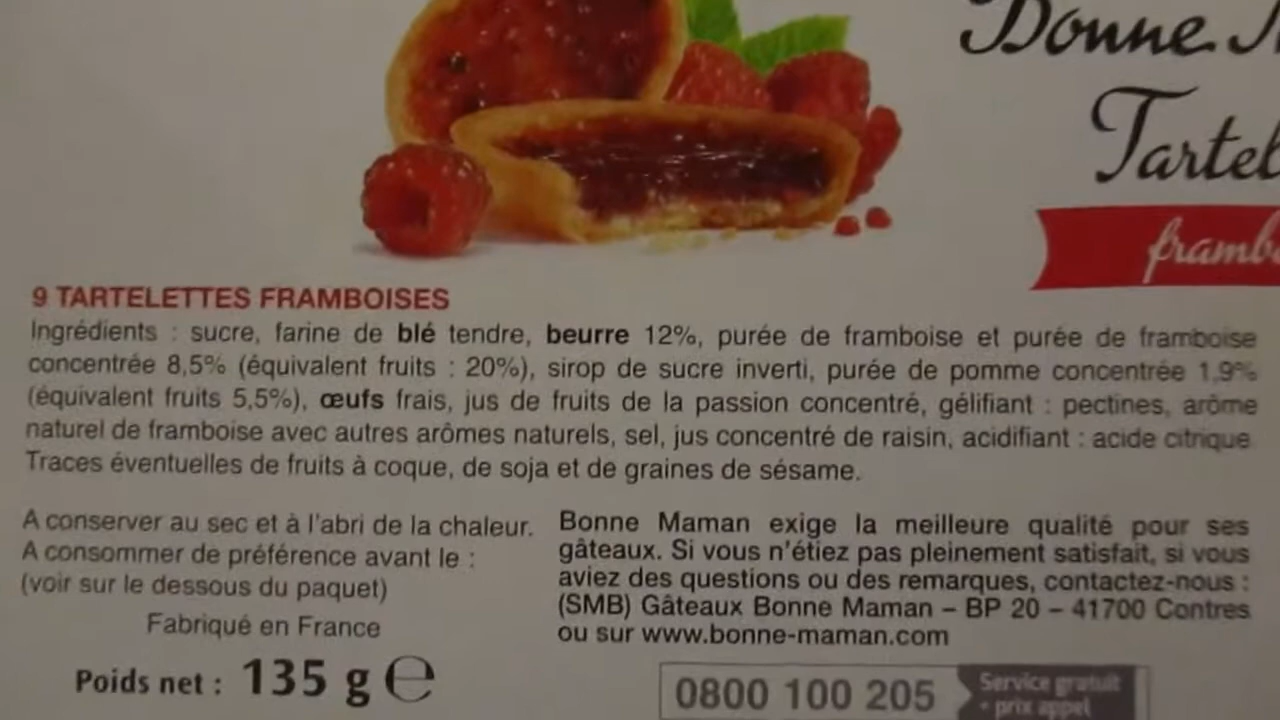 Bonne
Tartel
frambo
9 TARTELETTES FRAMBOISES
Ingrédients : sucre, farine de blé tendre, beurre 12%, purée de framboise et purée de framboise
concentrée 8,5% (équivalent fruits : 20%), sirop de sucre inverti, purée de pomme concentrée 1,9%
(équivalent fruits 5,5%), œufs frais, jus de fruits de la passion concentré, gélifiant : pectines, arôme
naturel de framboise avec autres arômes naturels, sel, jus concentré de raisin, acidifiant : acide citrique
Traces éventuelles de fruits à coque, de soja et de graines de sésame.
A conserver au sec et à l'abri de la chaleur.
A consommer de préférence avant le :
(voir sur le dessous du paquet)
Fabriqué en France
Poids net : 135 g e
Bonne Maman exige la meilleure qualité pour ses
gâteaux. Si vous n'étiez pas pleinement satisfait, si vous
aviez des questions ou des remarques, contactez-nous :
(SMB) Gâteaux Bonne Maman – BP 20 – 41700 Contres
ou sur www.bonne-maman.com
0800 100 205
Service gratuit
+ prix appel